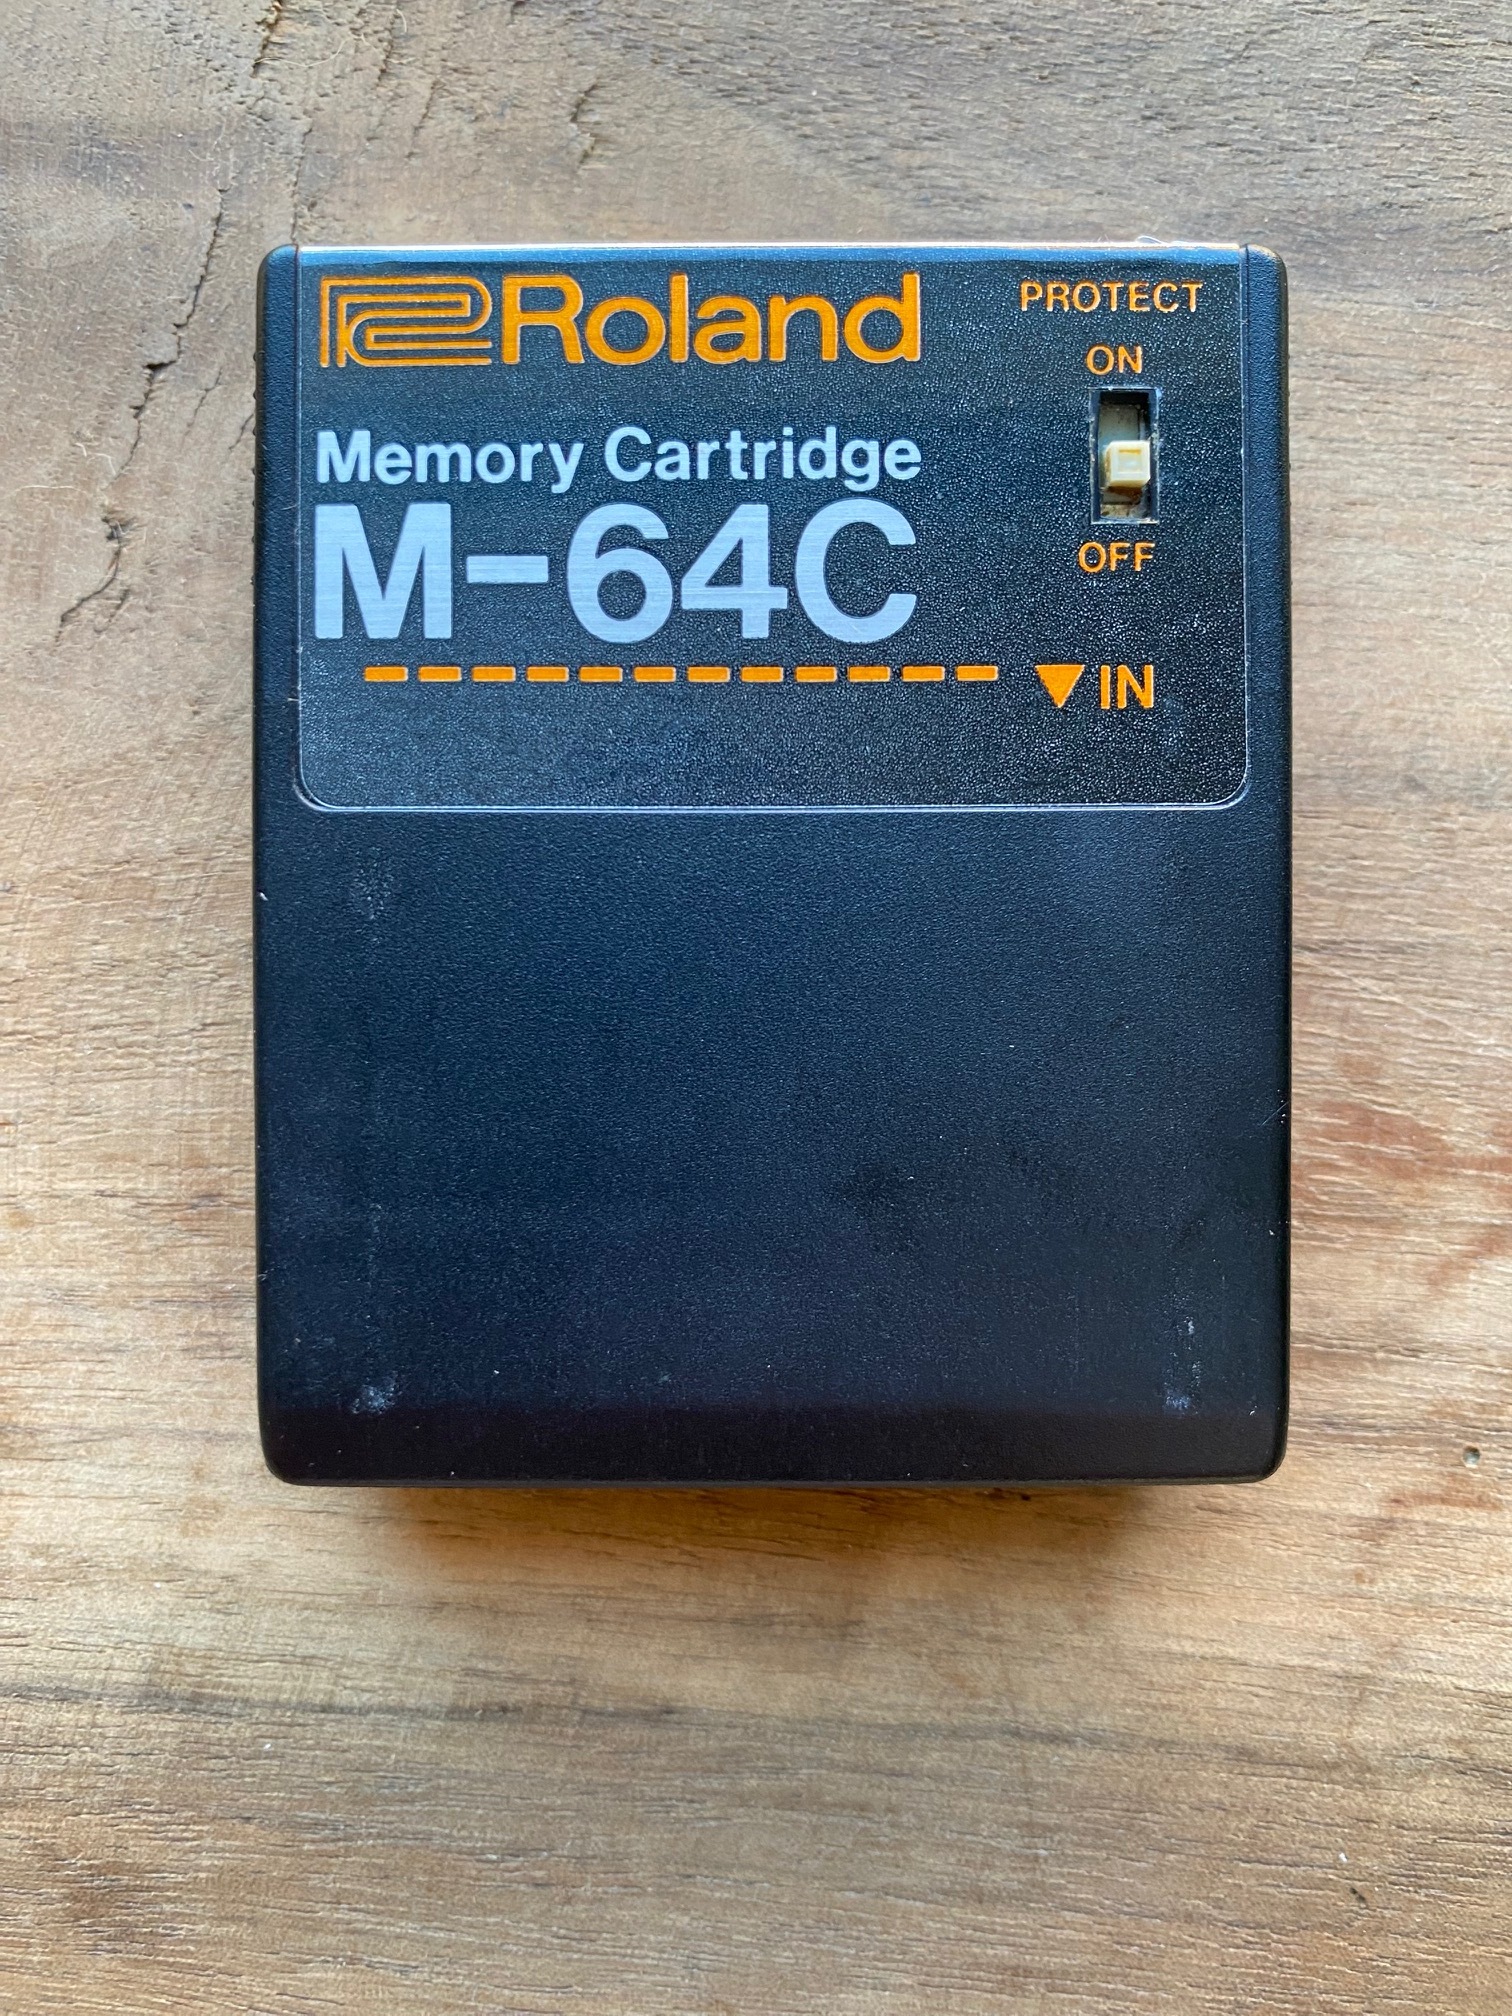 Roland
Memory Cartridge
M-64C
PROTECT
ON
OFF
▼IN